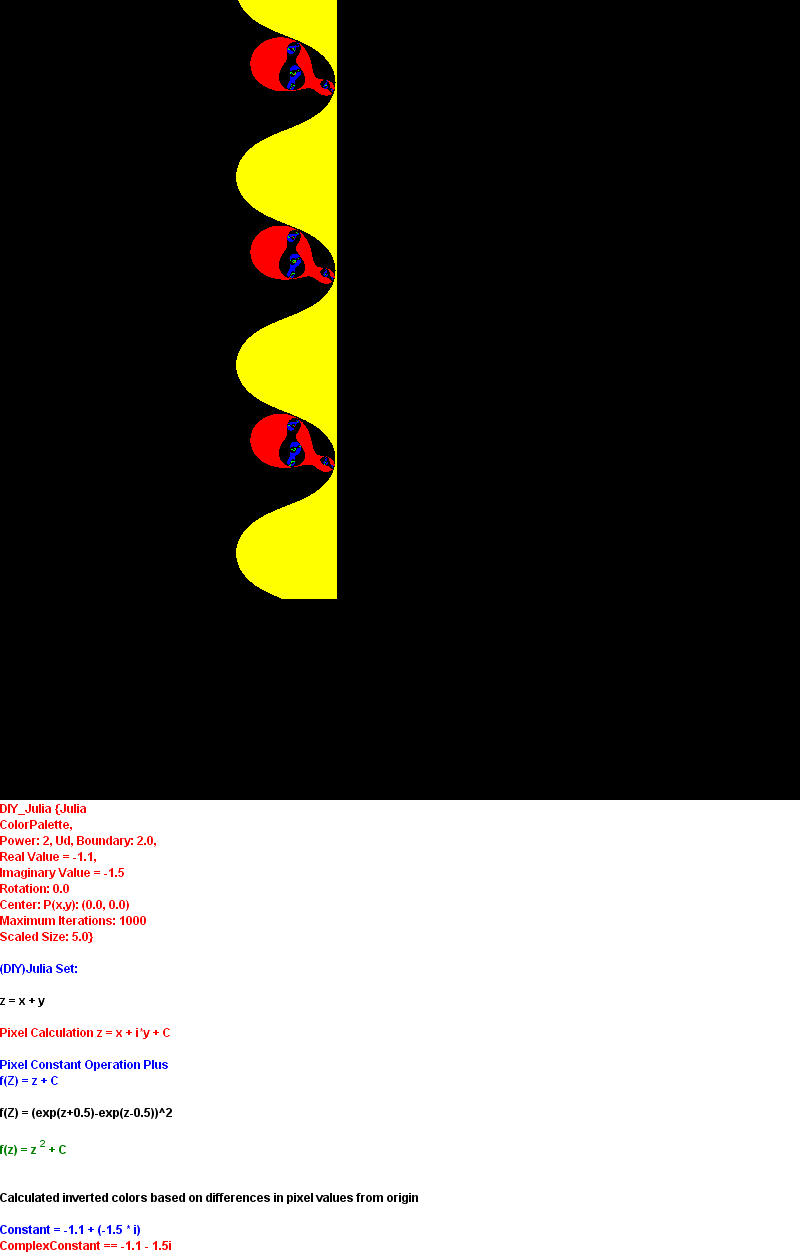 DIY_Julia {Julia
ColorPalette,
Power: 2, Ud, Boundary: 2.0,
Real Value = -1.1,
Imaginary Value = -1.5
Rotation: 0.0
Center: P(x,y): (0.0, 0.0)
Maximum Iterations: 1000
Scaled Size: 5.0}
(DIY)Julia Set:
z = x + y
Pixel Calculation z = x + i*y + C
Pixel Constant Operation Plus
f(Z) = z + C
f(Z) = (exp(z+0.5)-exp(z-0.5))^2
f(z) = z 2 + C
Calculated inverted colors based on differences in pixel values from origin
Constant = -1.1 + (-1.5 * i)
ComplexConstant == -1.1 - 1.5i